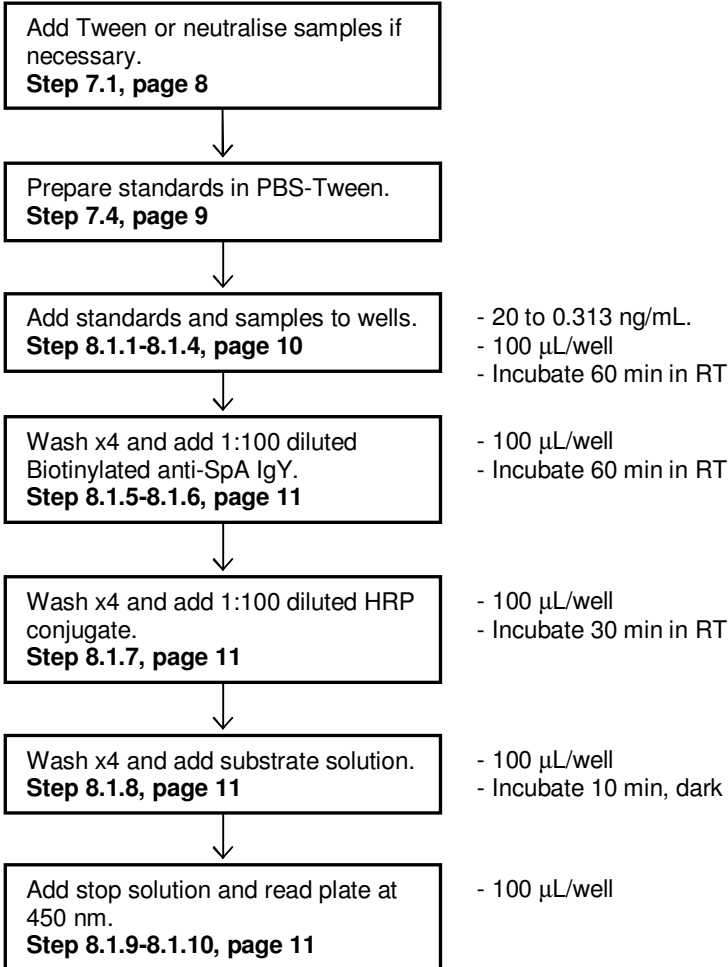 Add Tween or neutralise samples if
necessary.
Step 7.1, page 8
Prepare standards in PBS-Tween.
Step 7.4, page 9
Add standards and samples to wells.
Step 8.1.1-8.1.4, page 10
- 20 to 0.313 ng/mL.
- 100 μL/well
- Incubate 60 min in RT
Wash x4 and add 1:100 diluted
Biotinylated anti-SpA IgY.
Step 8.1.5-8.1.6, page 11
- 100 μL/well
- Incubate 60 min in RT
Wash x4 and add 1:100 diluted HRP
conjugate.
Step 8.1.7, page 11
- 100 μL/well
- Incubate 30 min in RT
Wash x4 and add substrate solution.
Step 8.1.8, page 11
- 100 μL/well
- Incubate 10 min, dark
Add stop solution and read plate at
450 nm.
Step 8.1.9-8.1.10, page 11
- 100 μL/well